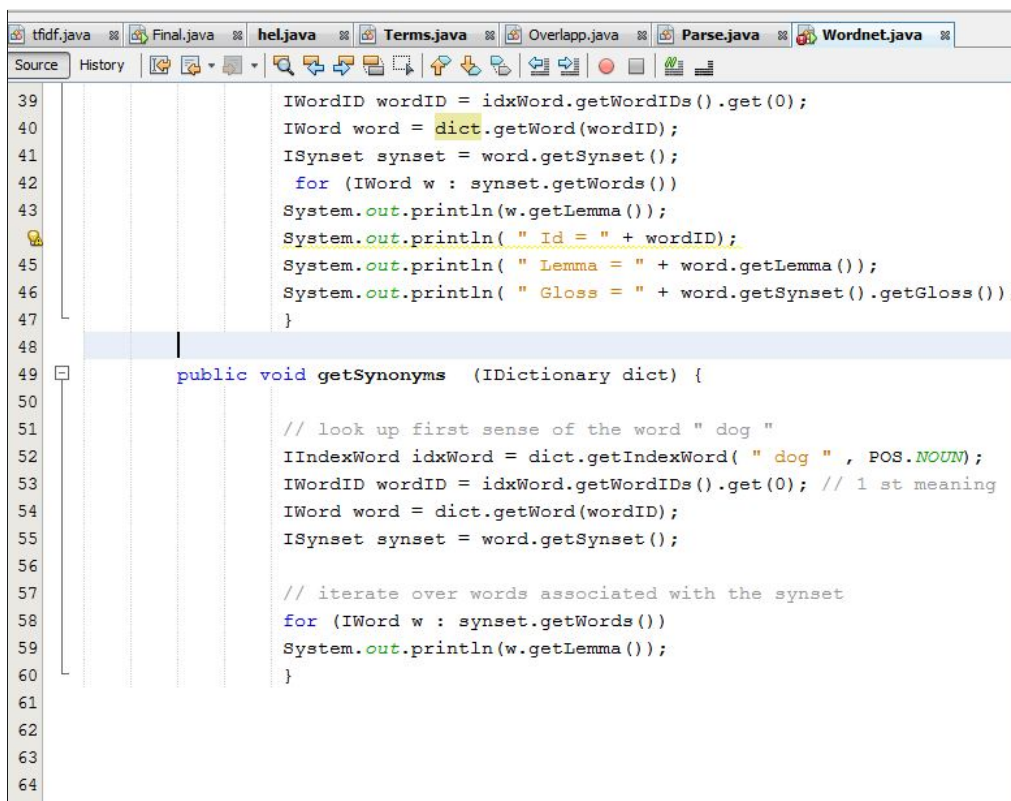 tfidf.java Final.java hel.java Terms.java Overlapp.java Parse.java Wordnet.java
Source History
39 IWordID wordID = idxWord.getWordIDs().get(0);
40 IWord word = dict.getWord(wordID);
41 ISynset synset = word.getSynset();
42 for (IWord w : synset.getWords())
43 System.out.println(w.getLemma());
System.out.println( " Id = " + wordID);
45 System.out.println( " Lemma = " + word.getLemma());
46 System.out.println( " Gloss = " + word.getSynset().getGloss())
47 }
48
49 public void getSynonyms (IDictionary dict) {
50
51 // look up first sense of the word " dog "
52 IIndexWord idxWord = dict.getIndexWord( " dog " , POS.NOUN);
53 IWordID wordID = idxWord.getWordIDs().get(0); // 1 st meaning
54 IWord word = dict.getWord(wordID);
55 ISynset synset = word.getSynset();
56
57 // iterate over words associated with the synset
58 for (IWord w : synset.getWords())
59 System.out.println(w.getLemma());
60 }
61
62
63
64